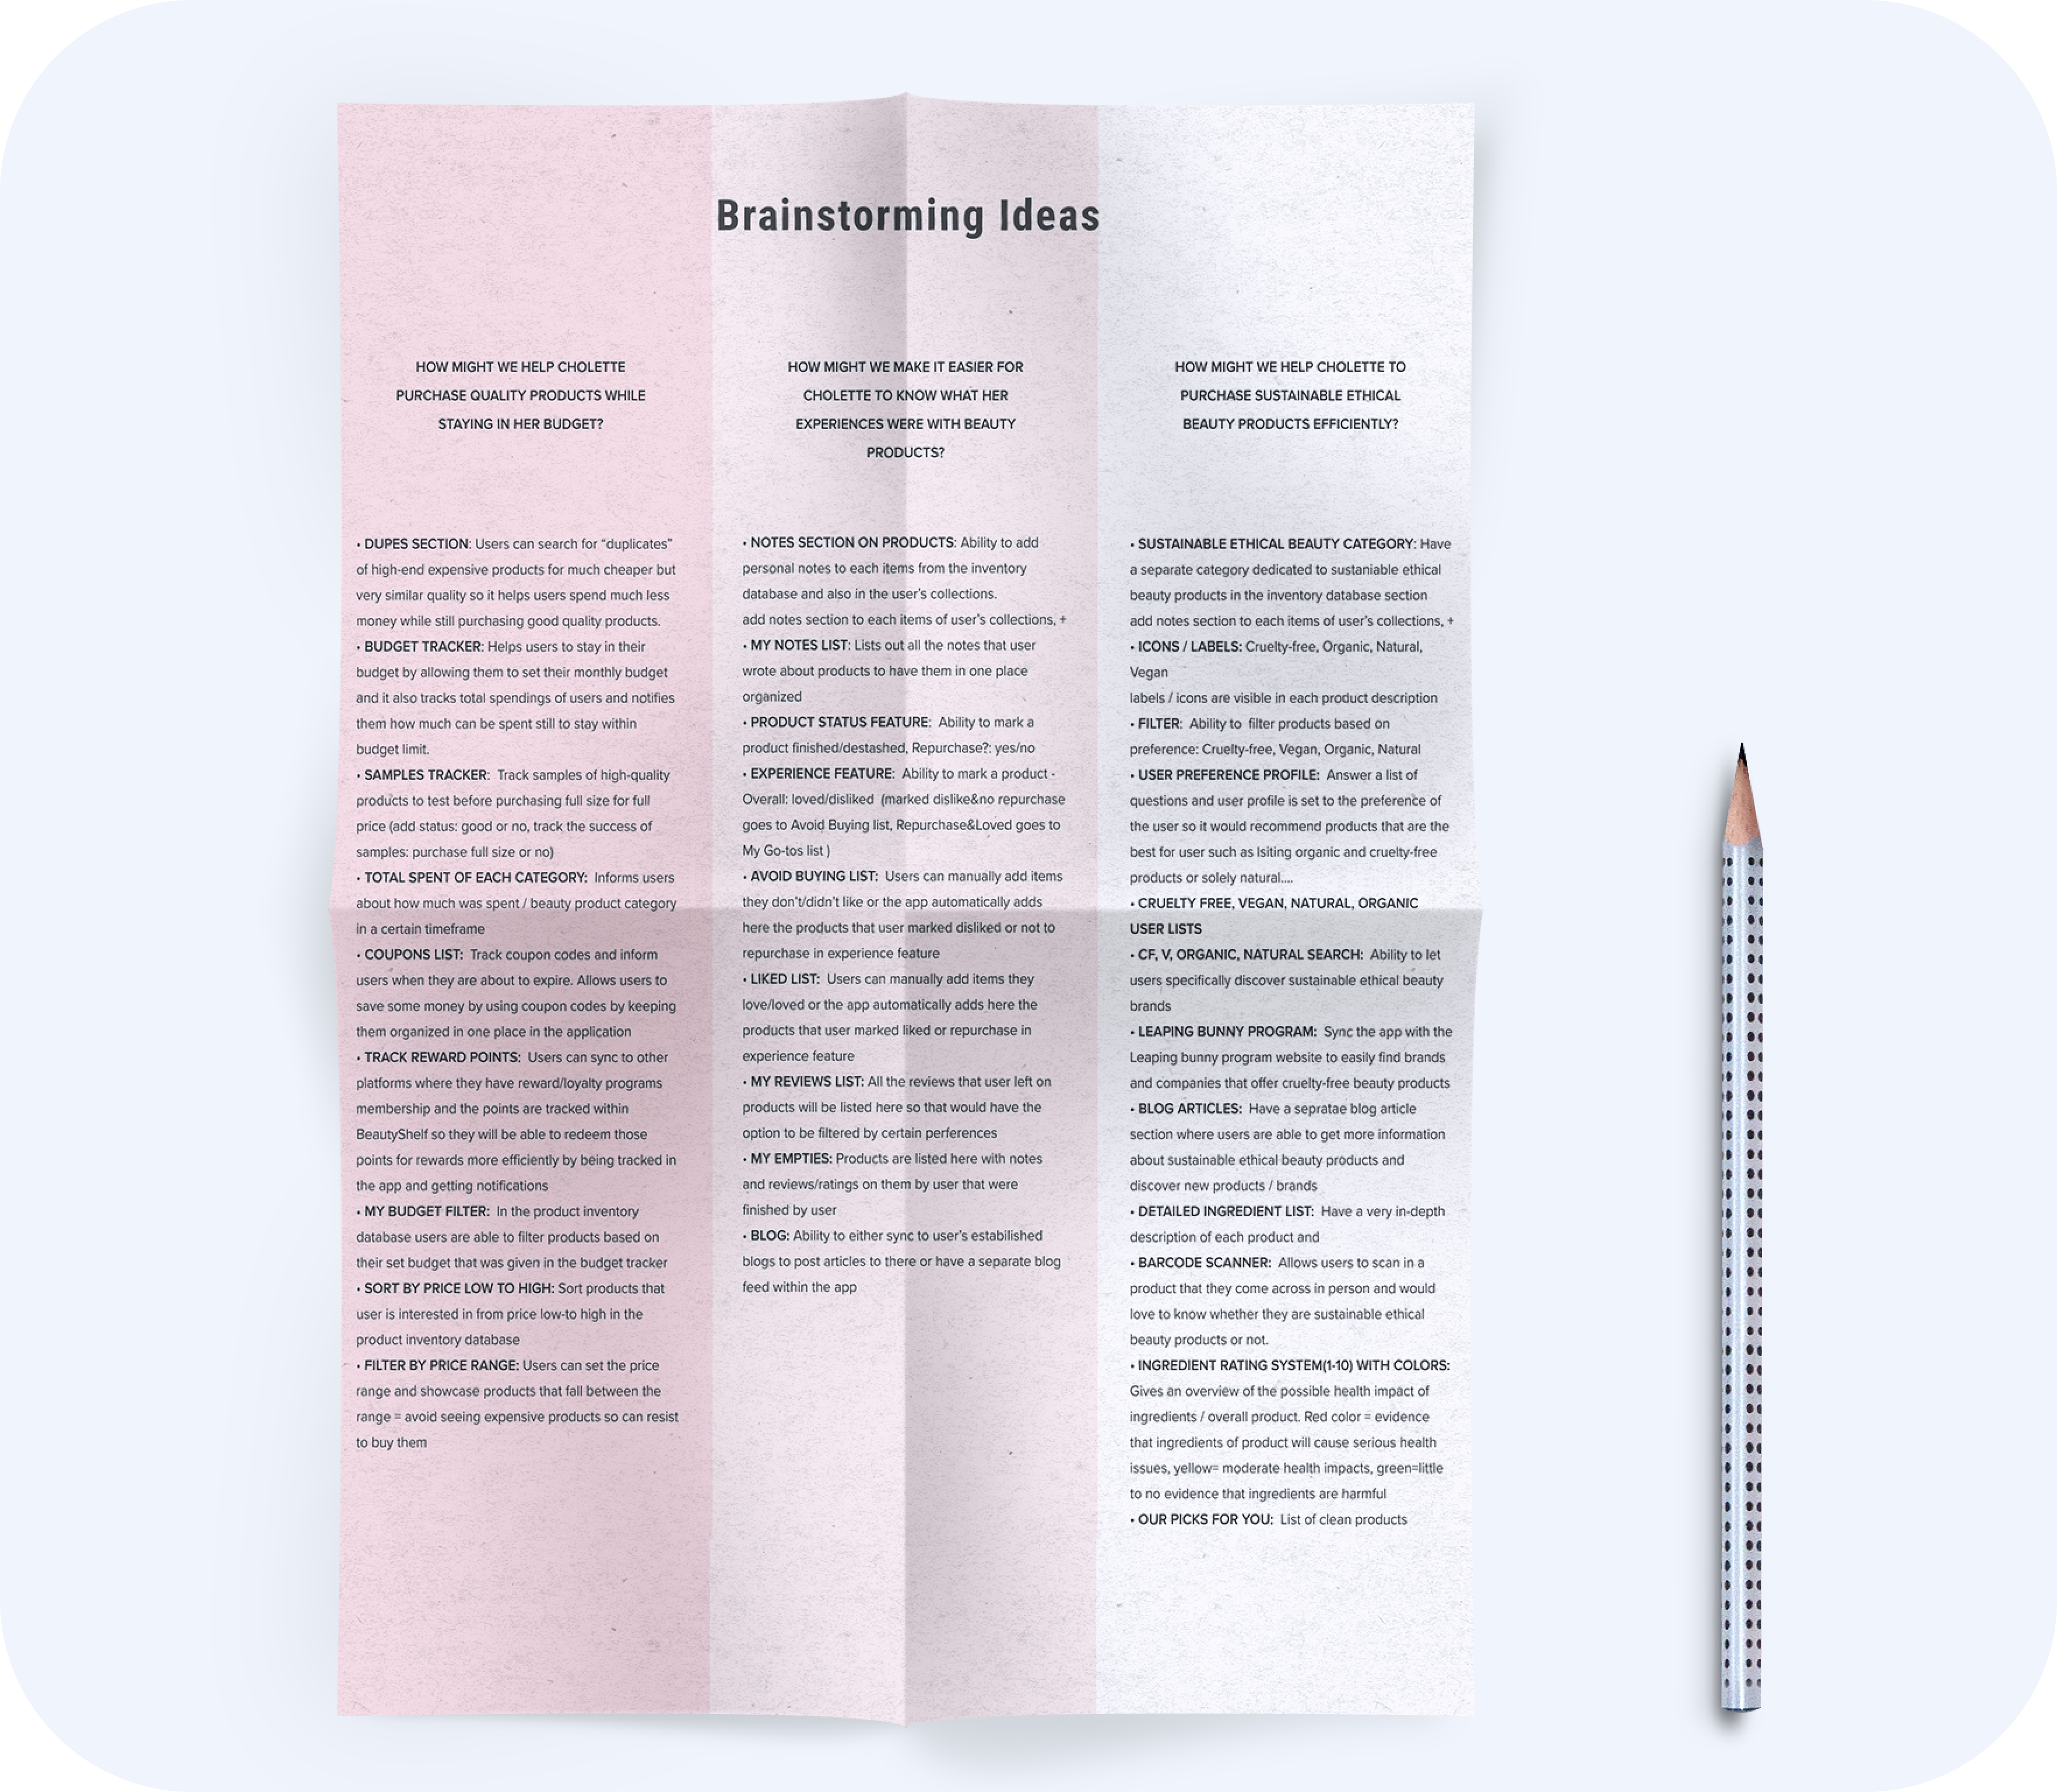 Brainstorming Ideas
HOW MIGHT WE HELP CHOLETTE
PURCHASE QUALITY PRODUCTS WHILE
STAYING IN HER BUDGET?
• DUPES SECTION: Users can search for “duplicates”
of high-end expensive products for much cheaper but
very similar quality so it helps users spend much less
money while still purchasing good quality products.
• BUDGET TRACKER: Helps users to stay in their
budget by allowing them to set their monthly budget
and it also tracks total spendings of users and notifies
them how much can be spent still to stay within
budget limit.
• SAMPLES TRACKER:  Track samples of high-quality
products to test before purchasing full size for full
price (add status: good or no, track the success of
samples: purchase full size or no)
• TOTAL SPENT OF EACH CATEGORY:  Informs users
about how much was spent / beauty product category
in a certain timeframe
• COUPONS LIST:  Track coupon codes and inform
users when they are about to expire. Allows users to
save some money by using coupon codes by keeping
them organized in one place in the application
• TRACK REWARD POINTS:  Users can sync to other
platforms where they have reward/loyalty programs
membership and the points are tracked within
BeautyShelf so they will be able to redeem those
points for rewards more efficiently by being tracked in
the app and getting notifications
• MY BUDGET FILTER:  In the product inventory
database users are able to filter products based on
their set budget that was given in the budget tracker
• SORT BY PRICE LOW TO HIGH: Sort products that
user is interested in from price low-to high in the
product inventory database
• FILTER BY PRICE RANGE: Users can set the price
range and showcase products that fall between the
range = avoid seeing expensive products so can resist
to buy them
HOW MIGHT WE MAKE IT EASIER FOR
CHOLETTE TO KNOW WHAT HER
EXPERIENCES WERE WITH BEAUTY
PRODUCTS?
• NOTES SECTION ON PRODUCTS: Ability to add
personal notes to each items from the inventory
database and also in the user’s collections.
add notes section to each items of user’s collections, +
• MY NOTES LIST: Lists out all the notes that user
wrote about products to have them in one place
organized
• PRODUCT STATUS FEATURE:  Ability to mark a
product finished/destashed, Repurchase?: yes/no
• EXPERIENCE FEATURE:  Ability to mark a product -
Overall: loved/disliked  (marked dislike&no repurchase
goes to Avoid Buying list, Repurchase&Loved goes to
My Go-tos list )
• AVOID BUYING LIST:  Users can manually add items
they don’t/didn’t like or the app automatically adds
here the products that user marked disliked or not to
repurchase in experience feature
• LIKED LIST:  Users can manually add items they
love/loved or the app automatically adds here the
products that user marked liked or repurchase in
experience feature
• MY REVIEWS LIST: All the reviews that user left on
products will be listed here so that would have the
option to be filtered by certain perferences
• MY EMPTIES: Products are listed here with notes
and reviews/ratings on them by user that were
finished by user
• BLOG: Ability to either sync to user’s estabilished
blogs to post articles to there or have a separate blog
feed within the app
HOW MIGHT WE HELP CHOLETTE TO
PURCHASE SUSTAINABLE ETHICAL
BEAUTY PRODUCTS EFFICIENTLY?
• SUSTAINABLE ETHICAL BEAUTY CATEGORY: Have
a separate category dedicated to sustaniable ethical
beauty products in the inventory database section
add notes section to each items of user’s collections, +
• ICONS / LABELS: Cruelty-free, Organic, Natural,
Vegan
labels / icons are visible in each product description
• FILTER:  Ability to  filter products based on
preference: Cruelty-free, Vegan, Organic, Natural
• USER PREFERENCE PROFILE:  Answer a list of
questions and user profile is set to the preference of
the user so it would recommend products that are the
best for user such as lsiting organic and cruelty-free
products or solely natural....
• CRUELTY FREE, VEGAN, NATURAL, ORGANIC
USER LISTS
• CF, V, ORGANIC, NATURAL SEARCH:  Ability to let
users specifically discover sustainable ethical beauty
brands
• LEAPING BUNNY PROGRAM:  Sync the app with the
Leaping bunny program website to easily find brands
and companies that offer cruelty-free beauty products
• BLOG ARTICLES:  Have a sepratae blog article
section where users are able to get more information
about sustainable ethical beauty products and
discover new products / brands
• DETAILED INGREDIENT LIST:  Have a very in-depth
description of each product and
• BARCODE SCANNER:  Allows users to scan in a
product that they come across in person and would
love to know whether they are sustainable ethical
beauty products or not.
• INGREDIENT RATING SYSTEM(1-10) WITH COLORS:
Gives an overview of the possible health impact of
ingredients / overall product. Red color = evidence
that ingredients of product will cause serious health
issues, yellow= moderate health impacts, green=little
to no evidence that ingredients are harmful
• OUR PICKS FOR YOU:  List of clean products